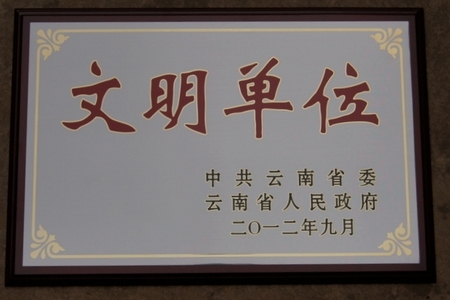 文明单位
中共云南省委
云南省人民政府
二〇一二年九月